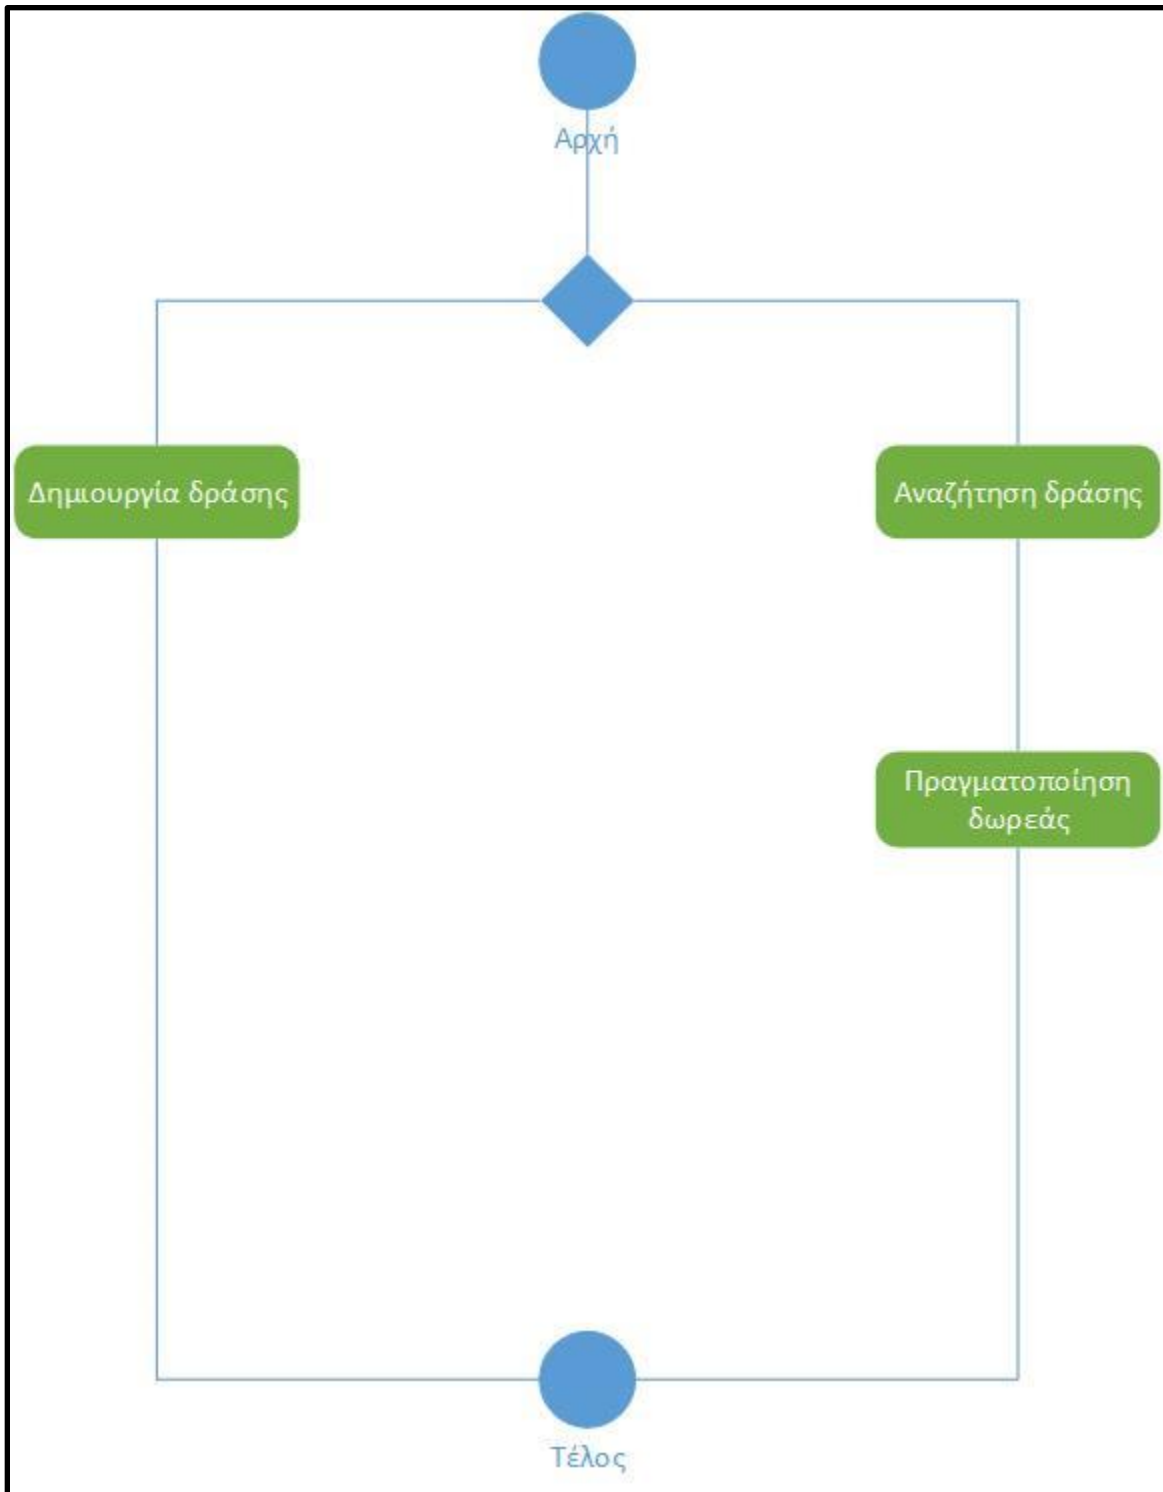 Αρχή
Δημιουργία δράσης
Αναζήτηση δράσης
Πραγματοποίηση
δωρεάς
Τέλος